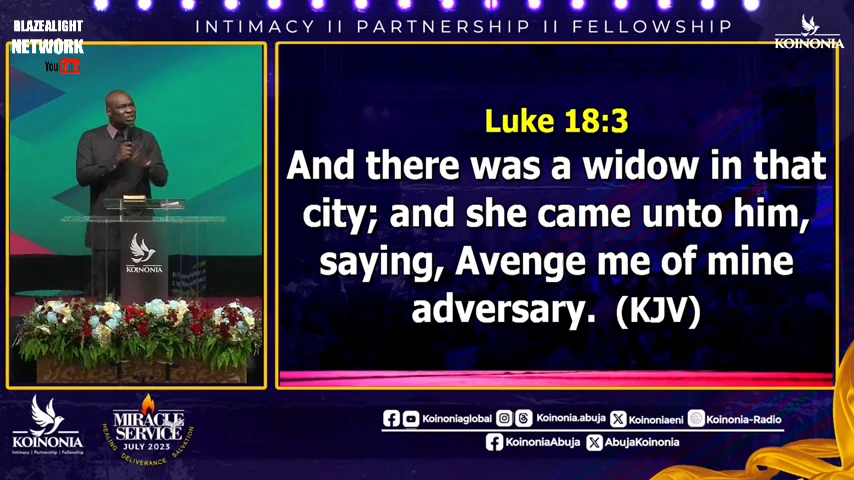 INTIMACY II PARTNERSHIP II FELLOWSHIP
BLAZEALIGHT
NETWORK
You
KOINONIA
Luke 18:3
And there was a widow in that
city; and she came unto him,
saying, Avenge me of mine
adversary. (KJV)
KOINONIA
KOINONIA
Intimacy | Partnership | Fellowship
MIRACLE
SERVICE
JULY 2023
HEALING DELIVERANCE SALVATION
Koinoniaglobal Koinonia.abuja Koinoniaeni Koinonia-Radio
KoinoniaAbuja AbujaKoinonia